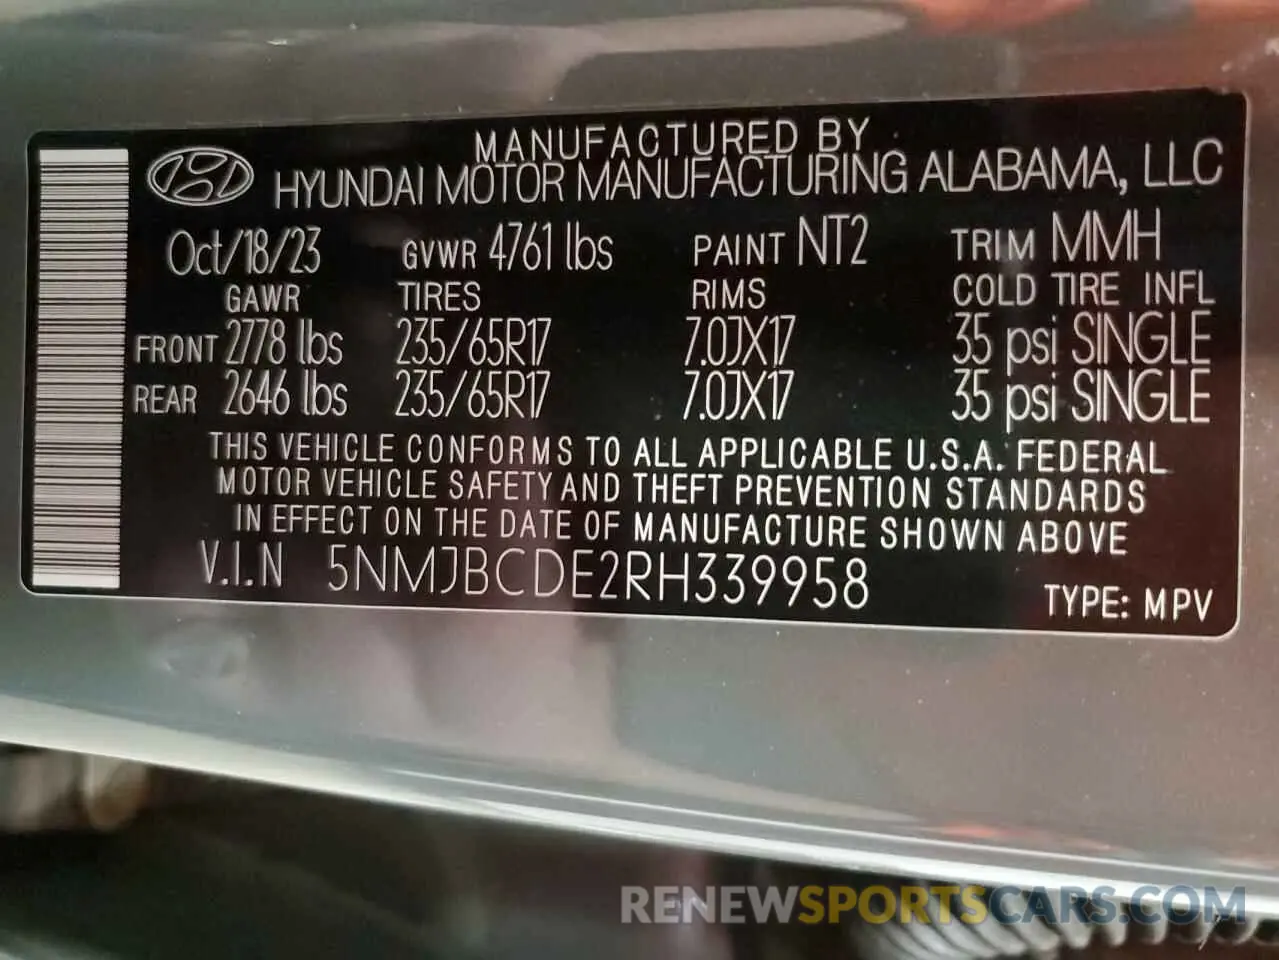 MANUFACTURED BY
HYUNDAI MOTOR MANUFACTURING ALABAMA, LLC
Oct/18/23 GVWR 4761 lbs PAINT NT2 TRIM MMH
GAWR TIRES RIMS COLD TIRE INFL
FRONT 2778 lbs 235/65R17 7.0JX17 35 psi SINGLE
REAR 2646 lbs 235/65R17 7.0JX17 35 psi SINGLE
THIS VEHICLE CONFORMS TO ALL APPLICABLE U.S.A. FEDERAL
MOTOR VEHICLE SAFETY AND THEFT PREVENTION STANDARDS
IN EFFECT ON THE DATE OF MANUFACTURE SHOWN ABOVE
V.I.N 5NMJBCDE2RH339958
TYPE: MPV
RENEWSPORTSCARS.COM